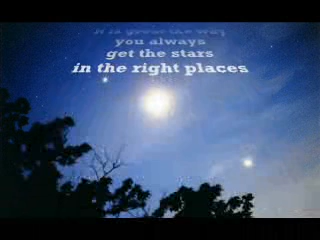 you always
get the stars
in the right places